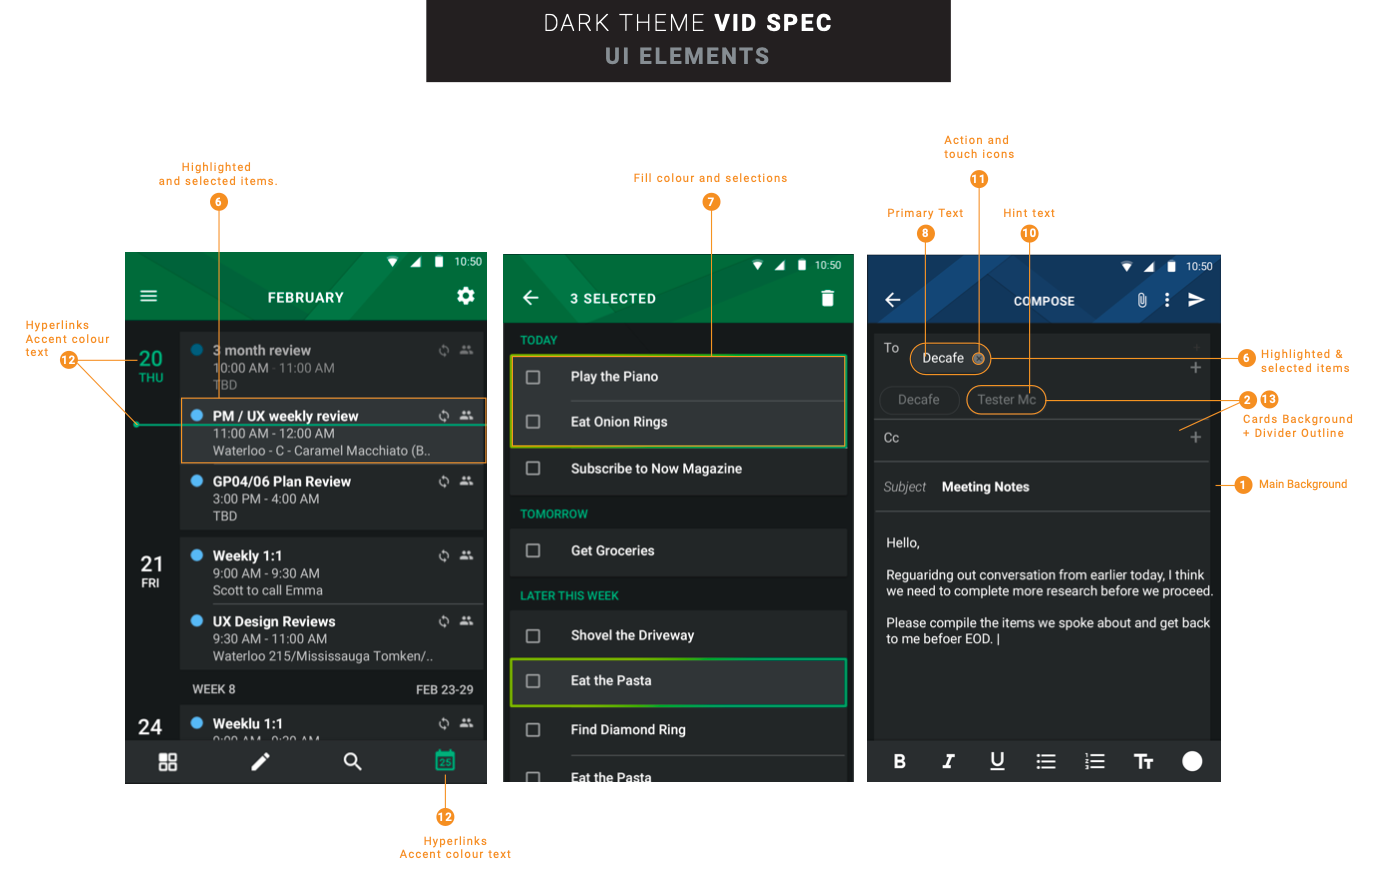 DARK THEME VID SPEC
UI ELEMENTS
Highlighted
and selected items.
6
Fill colour and selections
7
Action and
touch icons
11
Primary Text
8
Hint text
10
Hyperlinks
Accent colour
text
12
10:50
FEBRUARY
20
THU
3 month review
10:00 AM - 11:00 AM
TBD
PM / UX weekly review
11:00 AM - 12:00 AM
Waterloo - C - Caramel Macchiato (B..
GP04/06 Plan Review
3:00 PM - 4:00 AM
TBD
21
FRI
Weekly 1:1
9:00 AM - 9:30 AM
Scott to call Emma
UX Design Reviews
9:30 AM - 11:00 AM
Waterloo 215/Mississauga Tomken/..
WEEK 8
FEB 23-29
24
Weeklu 1:1
9:00 AM - 9:30 AM
25
12
Hyperlinks
Accent colour text
10:50
3 SELECTED
TODAY
Play the Piano
Eat Onion Rings
Subscribe to Now Magazine
TOMORROW
Get Groceries
LATER THIS WEEK
Shovel the Driveway
Eat the Pasta
Find Diamond Ring
Eat the Pasta
10:50
COMPOSE
To
Decafe
Decafe
Tester Mc
Cc
Subject Meeting Notes
Hello,
Reguaridng out conversation from earlier today, I think
we need to complete more research before we proceed.
Please compile the items we spoke about and get back
to me befoer EOD. |
B I U TT
6
Highlighted &
selected items
2 13
Cards Background
+ Divider Outline
1
Main Background